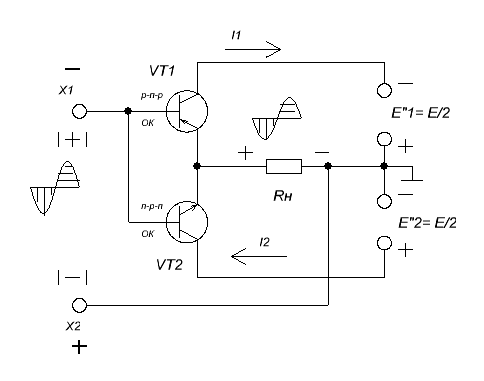 I1
−
VT1
X1
p-n-p
E"1= E/2
ОК
|+|
+
+ −
Rн
−
n-p-n
E"2= E/2
ОК
I2
+
VT2
|−|
X2
+